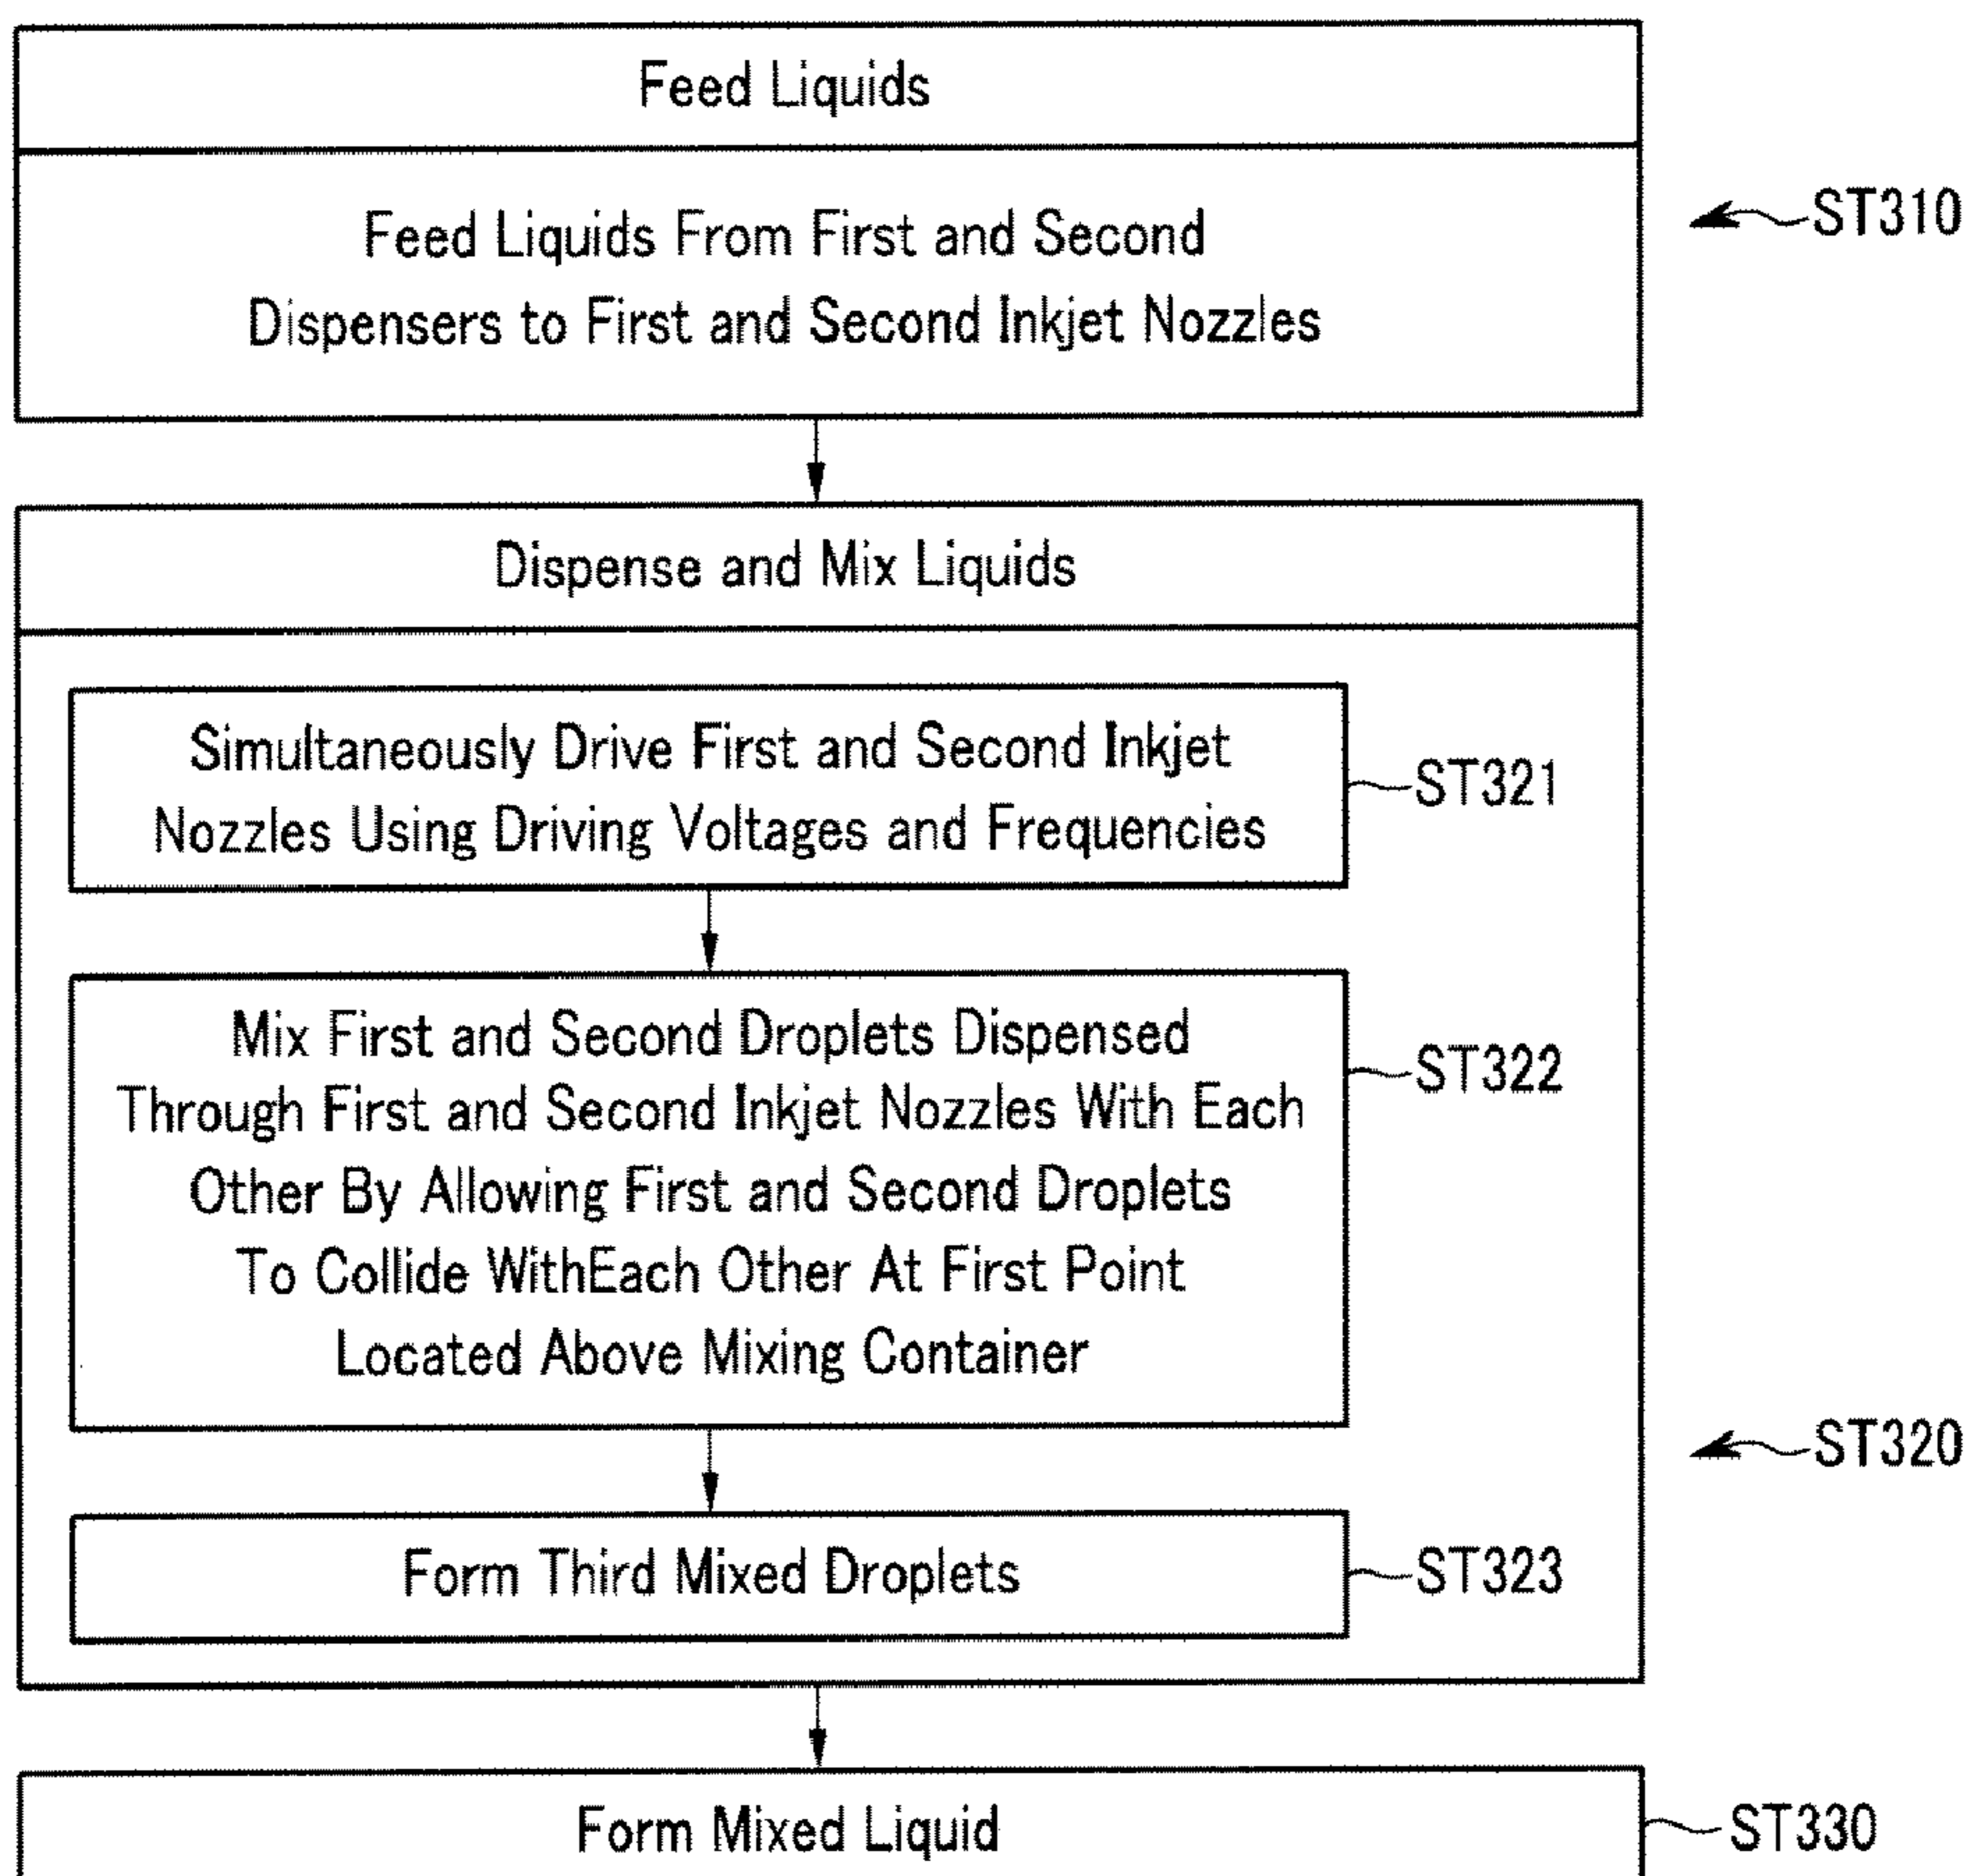 Feed Liquids
Feed Liquids From First and Second
Dispensers to First and Second Inkjet Nozzles
ST310
Dispense and Mix Liquids
Simultaneously Drive First and Second Inkjet
Nozzles Using Driving Voltages and Frequencies
ST321
Mix First and Second Droplets Dispensed
Through First and Second Inkjet Nozzles With Each
Other By Allowing First and Second Droplets
To Collide WithEach Other At First Point
Located Above Mixing Container
ST322
ST320
Form Third Mixed Droplets
ST323
Form Mixed Liquid
ST330